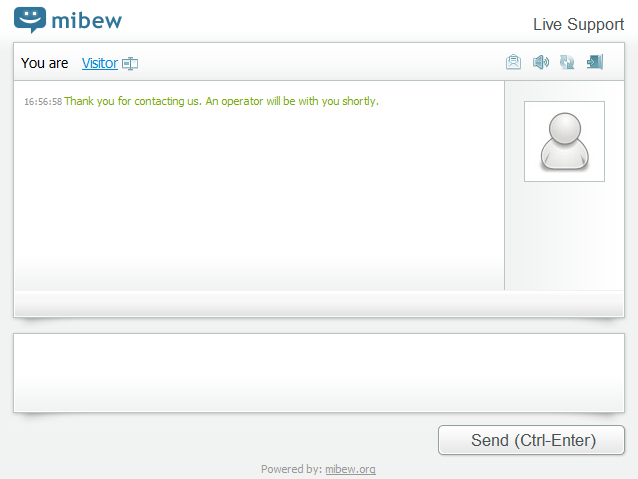 mibew
Live Support
You are Visitor
16:56:58 Thank you for contacting us. An operator will be with you shortly.
Send (Ctrl-Enter)
Powered by: mibew.org